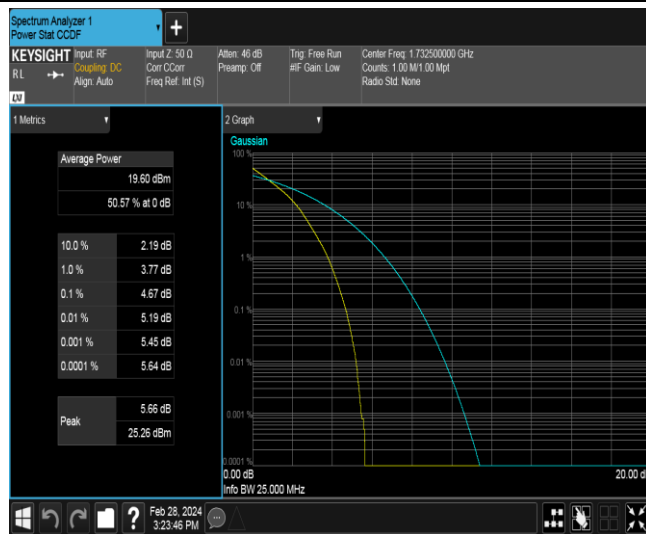 Spectrum Analyzer 1
Power Stat CCDF
+
KEYSIGHT
RL
Input: RF
Coupling: DC
Align: Auto
Input Z: 50 Ω
Corr CCorr
Freq Ref: Int (S)
Atten: 46 dB
Preamp: Off
Trig: Free Run
#IF Gain: Low
Center Freq: 1.732500000 GHz
Counts: 1.00 M/1.00 Mpt
Radio Std: None
LXI
1 Metrics
Average Power
19.60 dBm
50.57 % at 0 dB
10.0 % 2.19 dB
1.0 % 3.77 dB
0.1 % 4.67 dB
0.01 % 5.19 dB
0.001 % 5.45 dB
0.0001 % 5.64 dB
Peak
5.66 dB
25.26 dBm
2 Graph
Gaussian
100 %
10 %
1 %
0.1 %
0.01 %
0.001 %
0.0001 %
0.00 dB
20.00 d
Info BW 25.000 MHz
?
Feb 28, 2024
3:23:46 PM